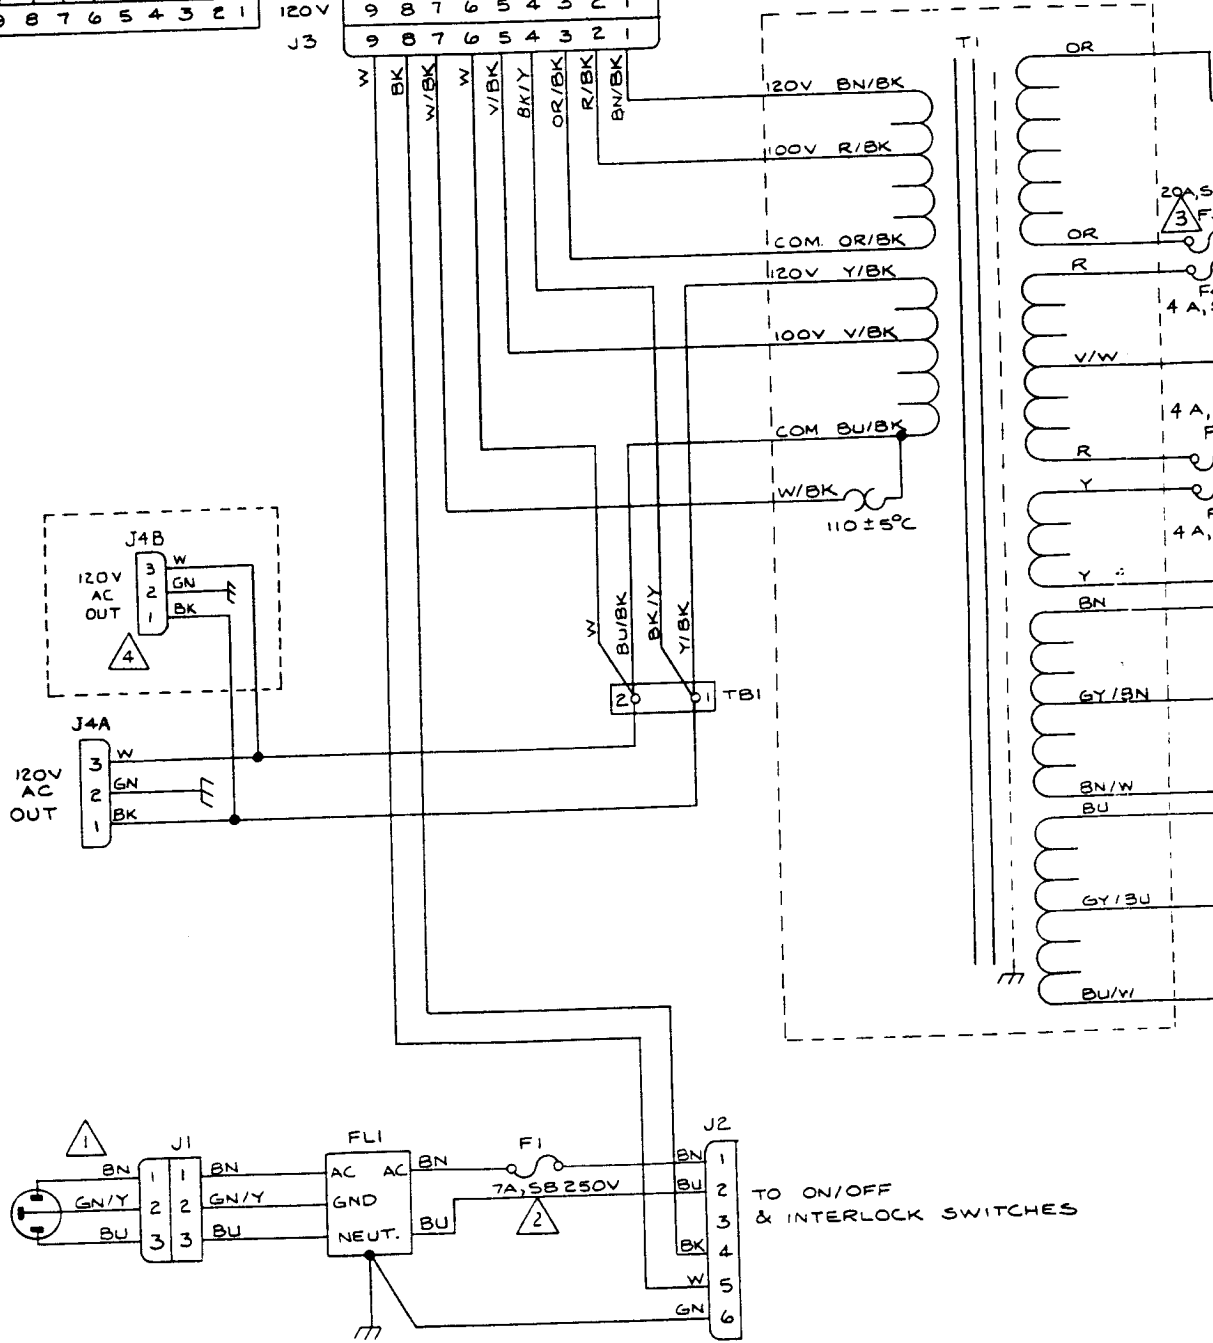 9 8 7 6 5 4 3 2 1
120V 9 8 7 6 5 4 3 2 1
J3 9 8 7 6 5 4 3 2 1
W BK W/BK W V/BK BK/Y OR/BK R/BK BN/BK
T1
OR
120V BN/BK
100V R/BK
20A, S
3
F
COM. OR/BK
OR
120V Y/BK
R
F
4 A,
100V V/BK
V/W
4 A,
F
COM BU/BK
R
W/BK
Y
110 ± 5°C
F
4 A,
J4B
120V
AC
OUT
3 W
2 GN
1 BK
4
Y
BN
W BU/BK BK/Y Y/BK
2 1 TB1
GY/BN
J4A
120V
AC
OUT
3 W
2 GN
1 BK
BN/W
BU
GY/BU
BU/W
1
J1
FL1
F1
J2
BN 1 1 BN AC AC BN
BN 1
GN/Y 2 2 GN/Y GND
7A, SB 250V
BU 2
BU 3 3 BU NEUT. BU
2
3
BK 4
W 5
GN 6
TO ON/OFF
& INTERLOCK SWITCHES